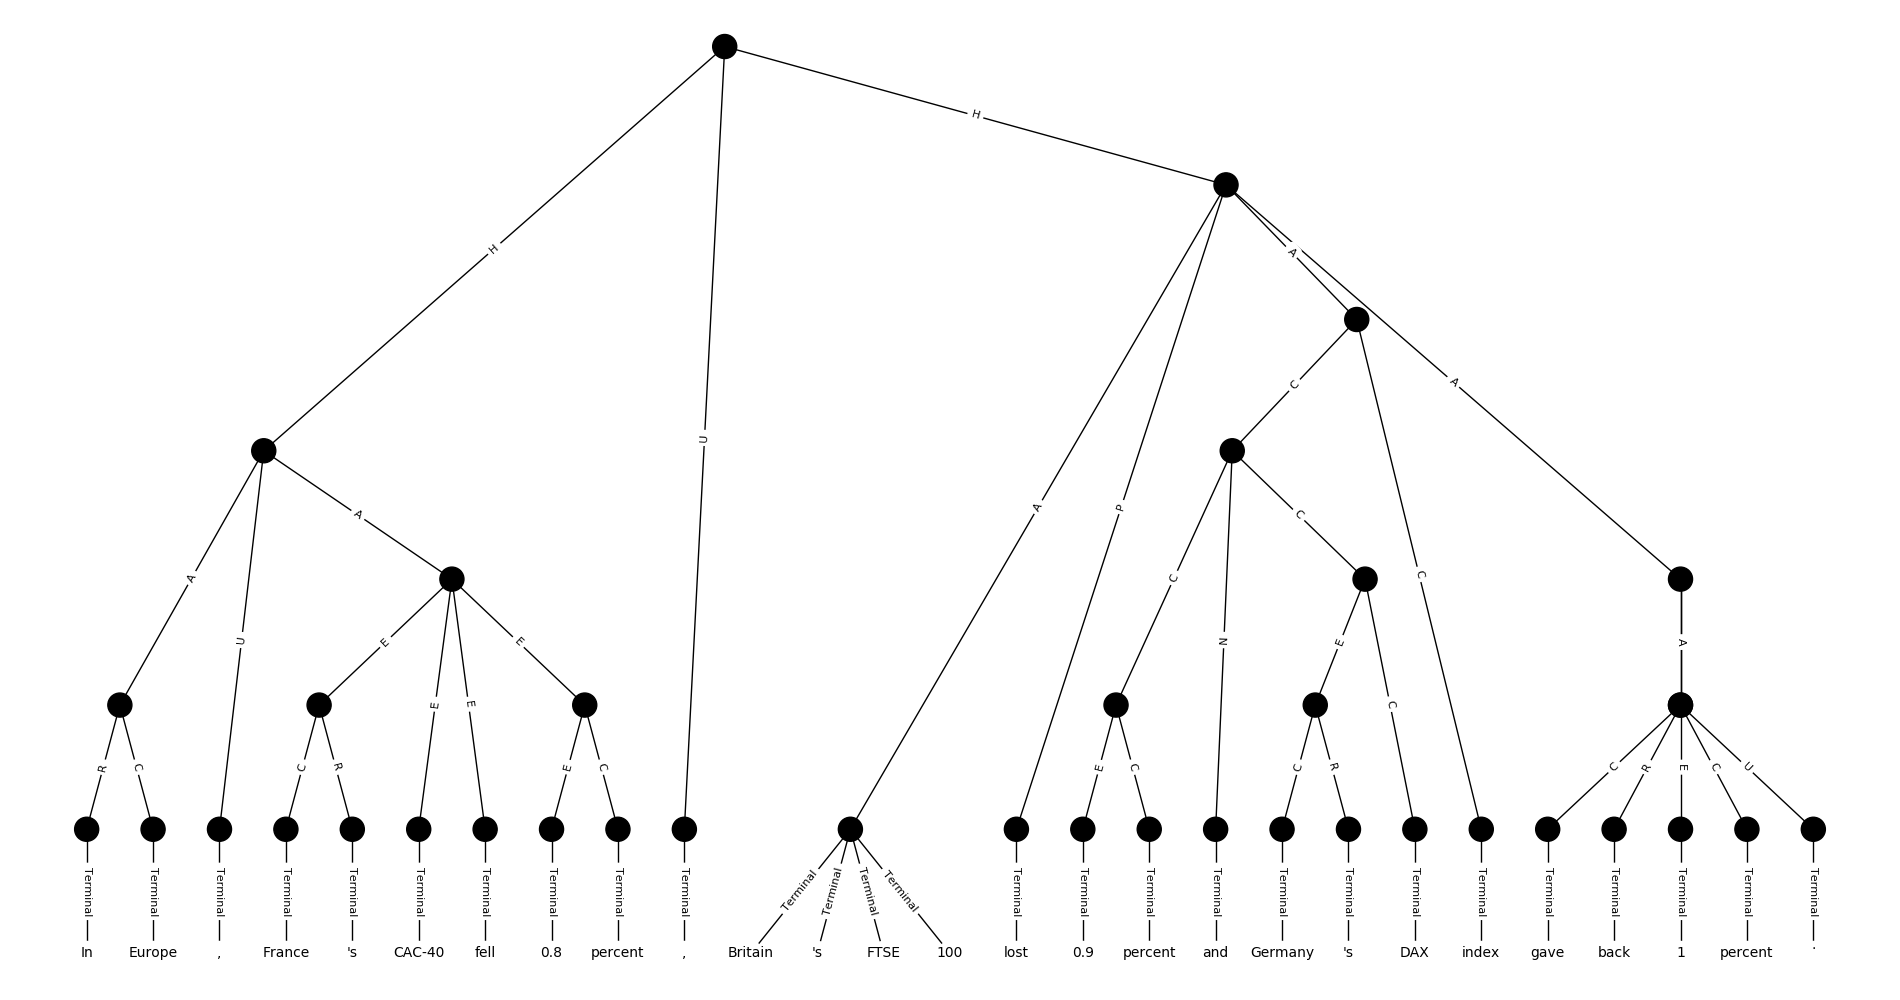 H
H
A
H
A
C
A
U
A
C
A
P
C
A
U
C
N
E
A
E
E
E
E
C
R
C
C
R
E
C
E
C
C
R
C
R
E
C
U
Terminal Terminal Terminal Terminal Terminal Terminal Terminal Terminal Terminal Terminal Terminal Terminal Terminal Terminal Terminal Terminal Terminal Terminal Terminal Terminal Terminal Terminal Terminal Terminal Terminal Terminal Terminal
In Europe , France 's CAC-40 fell 0.8 percent , Britain 's FTSE 100 lost 0.9 percent and Germany 's DAX index gave back 1 percent .